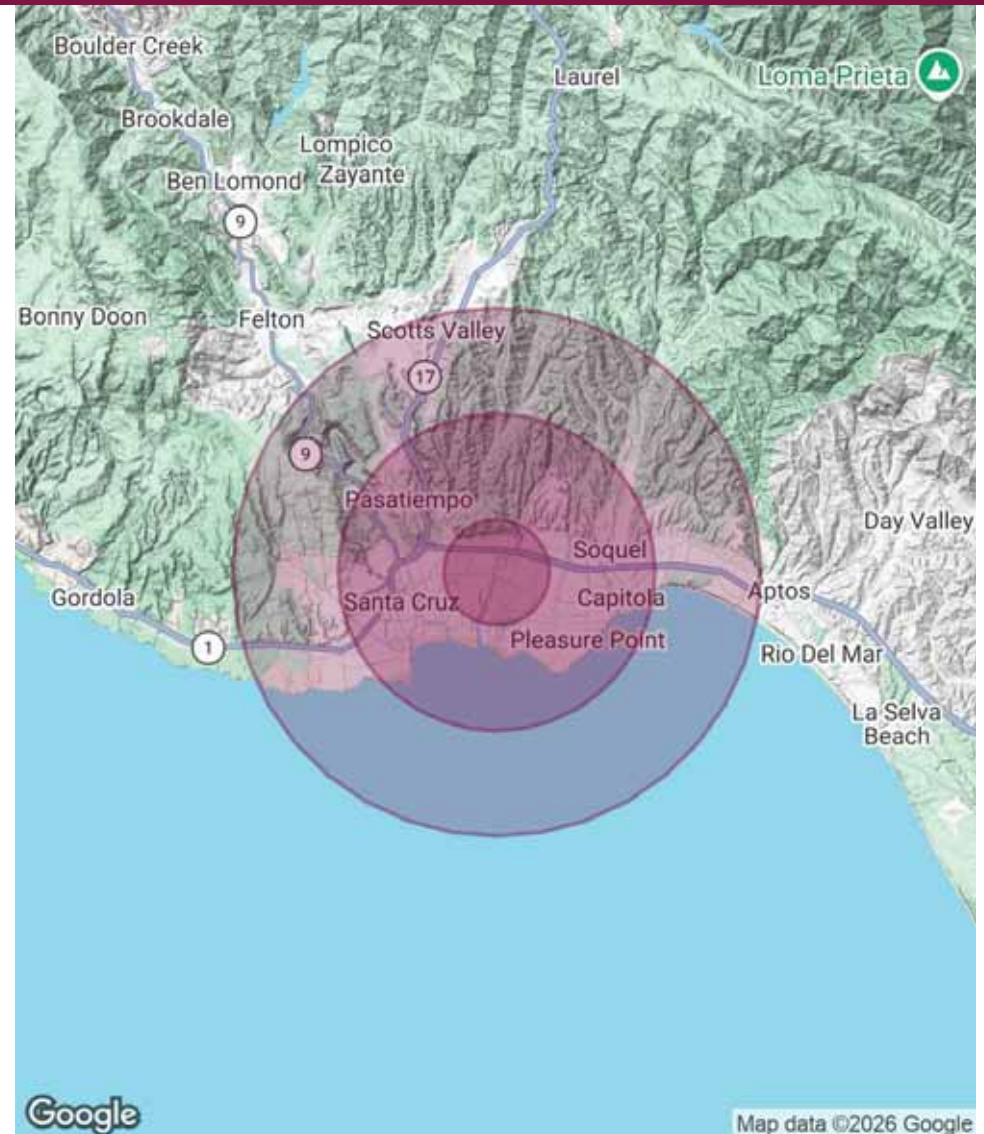 Boulder Creek
Laurel
Loma Prieta
Brookdale
Lompico
Zayante
Ben Lomond
9
Bonny Doon
Felton
Scotts Valley
17
9
Pasatiempo
Day Valley
Soquel
Gordola
Santa Cruz
Capitola
Aptos
1
Pleasure Point
Rio Del Mar
La Selva
Beach
Google
Map data ©2026 Google